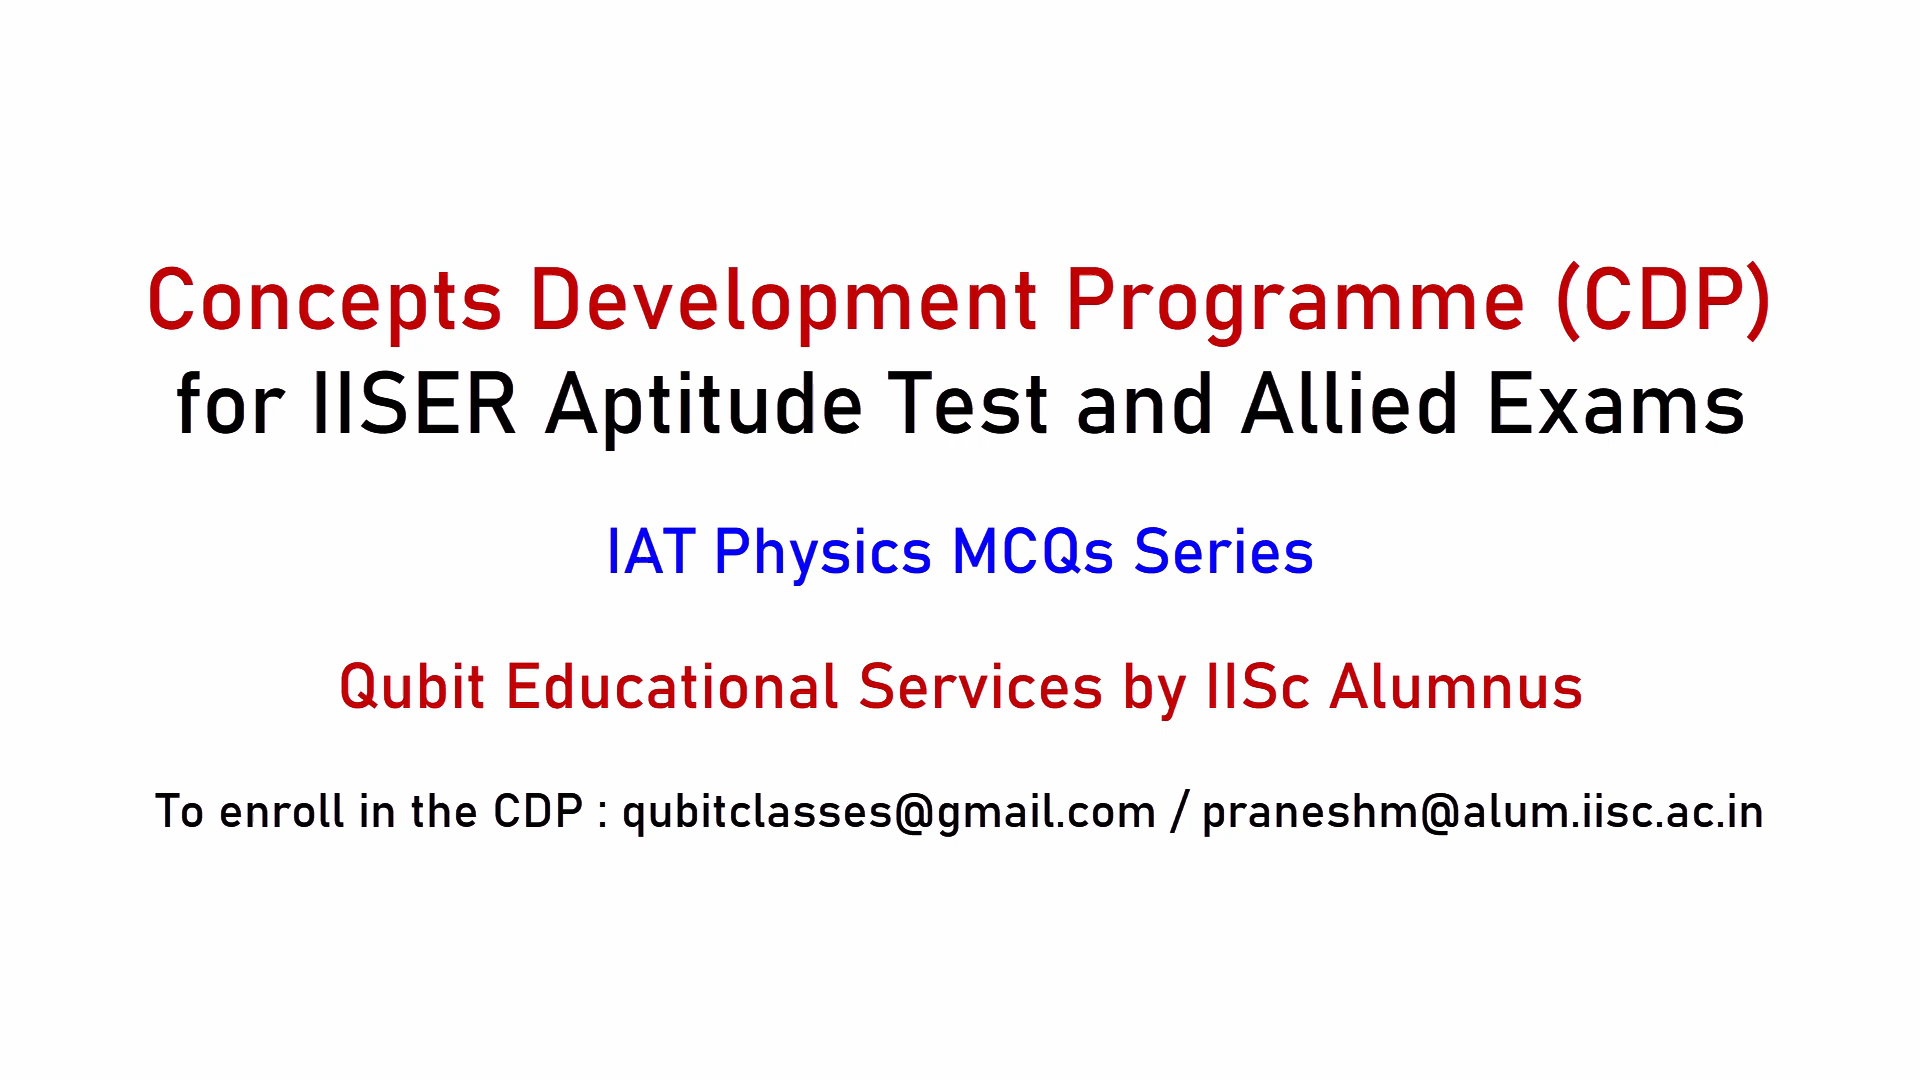 Concepts Development Programme (CDP)
for IISER Aptitude Test and Allied Exams
IAT Physics MCQs Series
Qubit Educational Services by IISc Alumnus
To enroll in the CDP : qubitclasses@gmail.com / praneshm@alum.iisc.ac.in